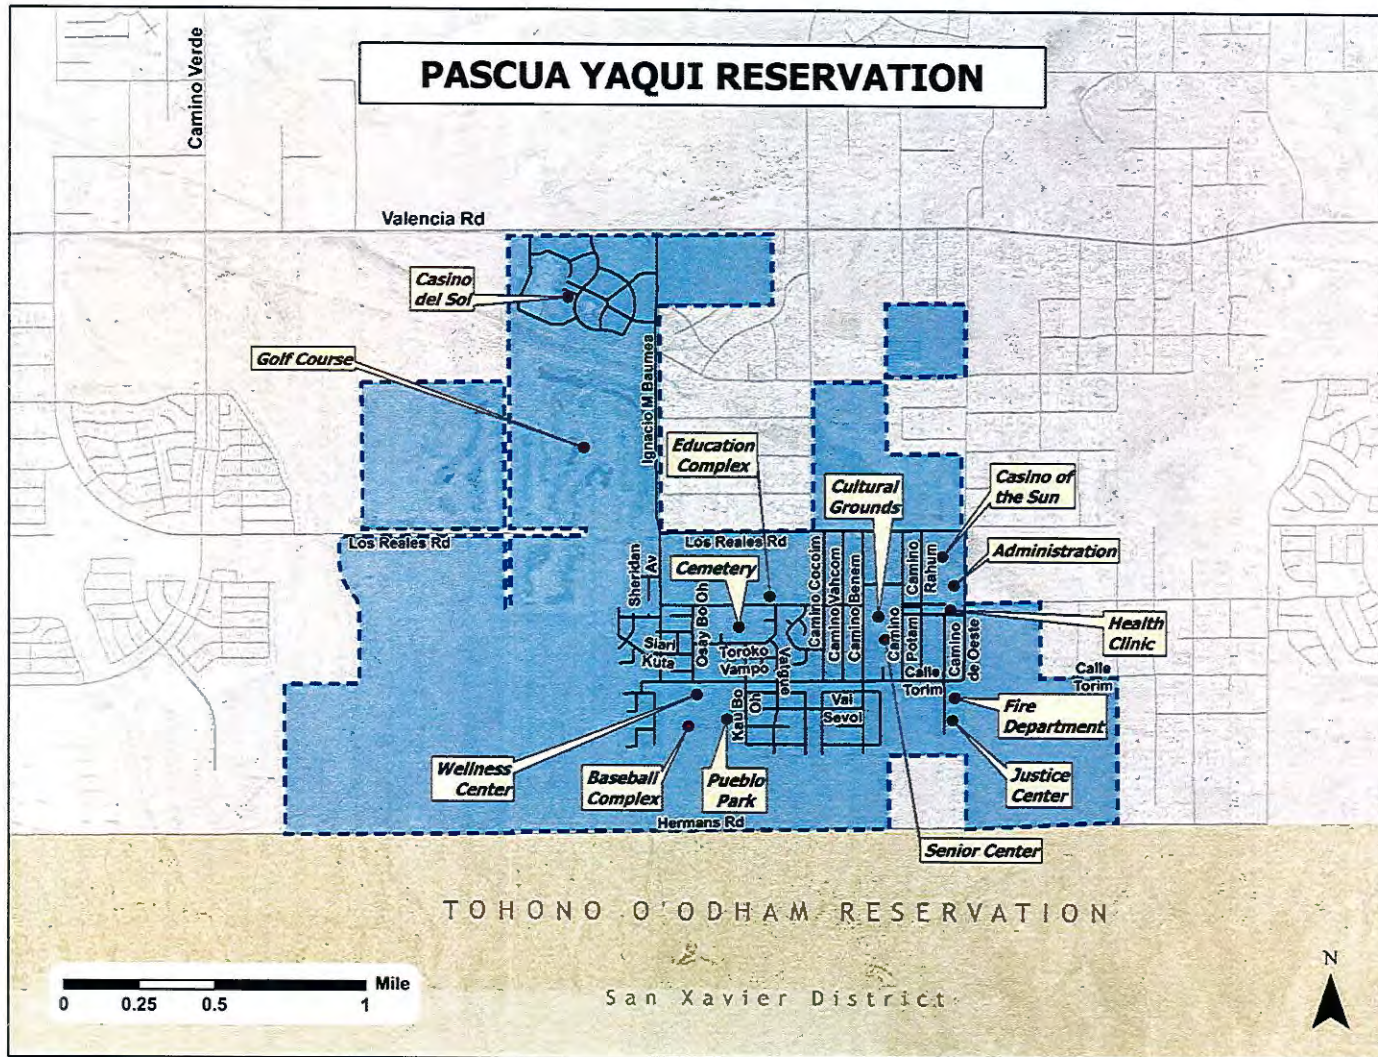 PASCUA YAQUI RESERVATION
Camino Verde
Valencia Rd
Casino
del Sol
Golf Course
Ignacio M Baumea
Education
Complex
Cultural
Grounds
Casino of
the Sun
Los Reales Rd
Los Reales Rd
Administration
Sheridan
Av
Cemetery
Osay Bo Oh
Camino Cocoim
Camino Vahcom
Camino Benem
Camino
Potam
Camino
Rahum
Camino
de Oeste
Health
Clinic
Siari
Kuta
Toroko
Vampo
Calle
Torim
Calle
Torim
Kau Bo
Oh
Vai
Sevoi
Fire
Department
Wellness
Center
Baseball
Complex
Pueblo
Park
Justice
Center
Hermans Rd
Senior Center
TOHONO O'ODHAM RESERVATION
San Xavier District
Mile
0 0.25 0.5 1
N